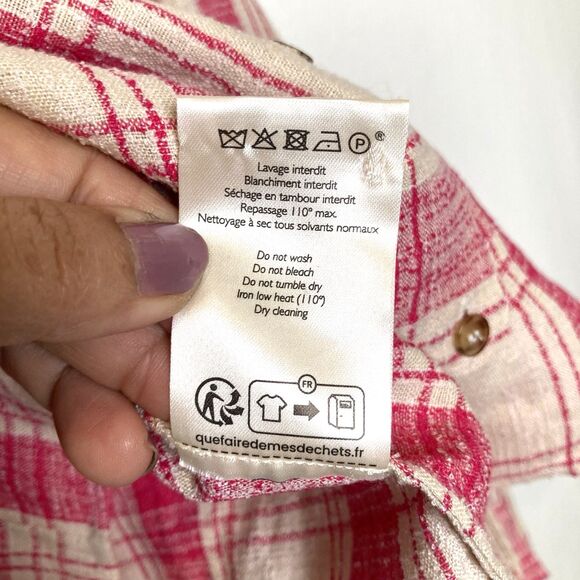 P®
Lavage interdit
Blanchiment interdit
Séchage en tambour interdit
Repassage 110° max.
Nettoyage à sec tous solvants normaux
Do not wash
Do not bleach
Do not tumble dry
Iron low heat (110°)
Dry cleaning
FR
quefairedemesdechets.fr